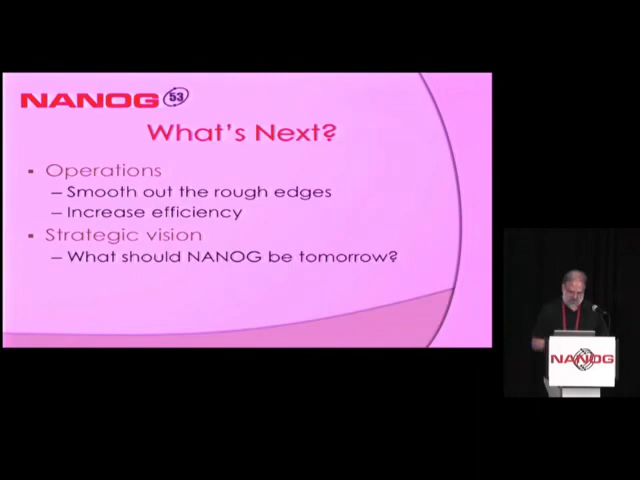 NANOG 53
What's Next?
▪ Operations
– Smooth out the rough edges
– Increase efficiency
▪ Strategic vision
– What should NANOG be tomorrow?
NANOG